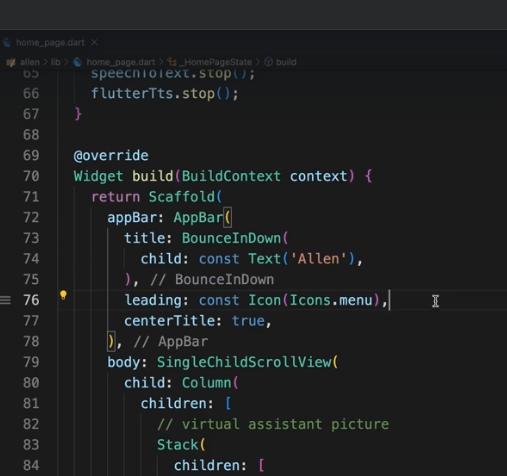 home_page.dart ×
allen > lib > home_page.dart > _HomePageState > build
65 speechToText.stop();
66 flutterTts.stop();
67 }
68
69 @override
70 Widget build(BuildContext context) {
71 return Scaffold(
72 appBar: AppBar(
73 title: BounceInDown(
74 child: const Text('Allen'),
75 ), // BounceInDown
76 leading: const Icon(Icons.menu),
77 centerTitle: true,
78 ), // AppBar
79 body: SingleChildScrollView(
80 child: Column(
81 children: [
82 // virtual assistant picture
83 Stack(
84 children: [